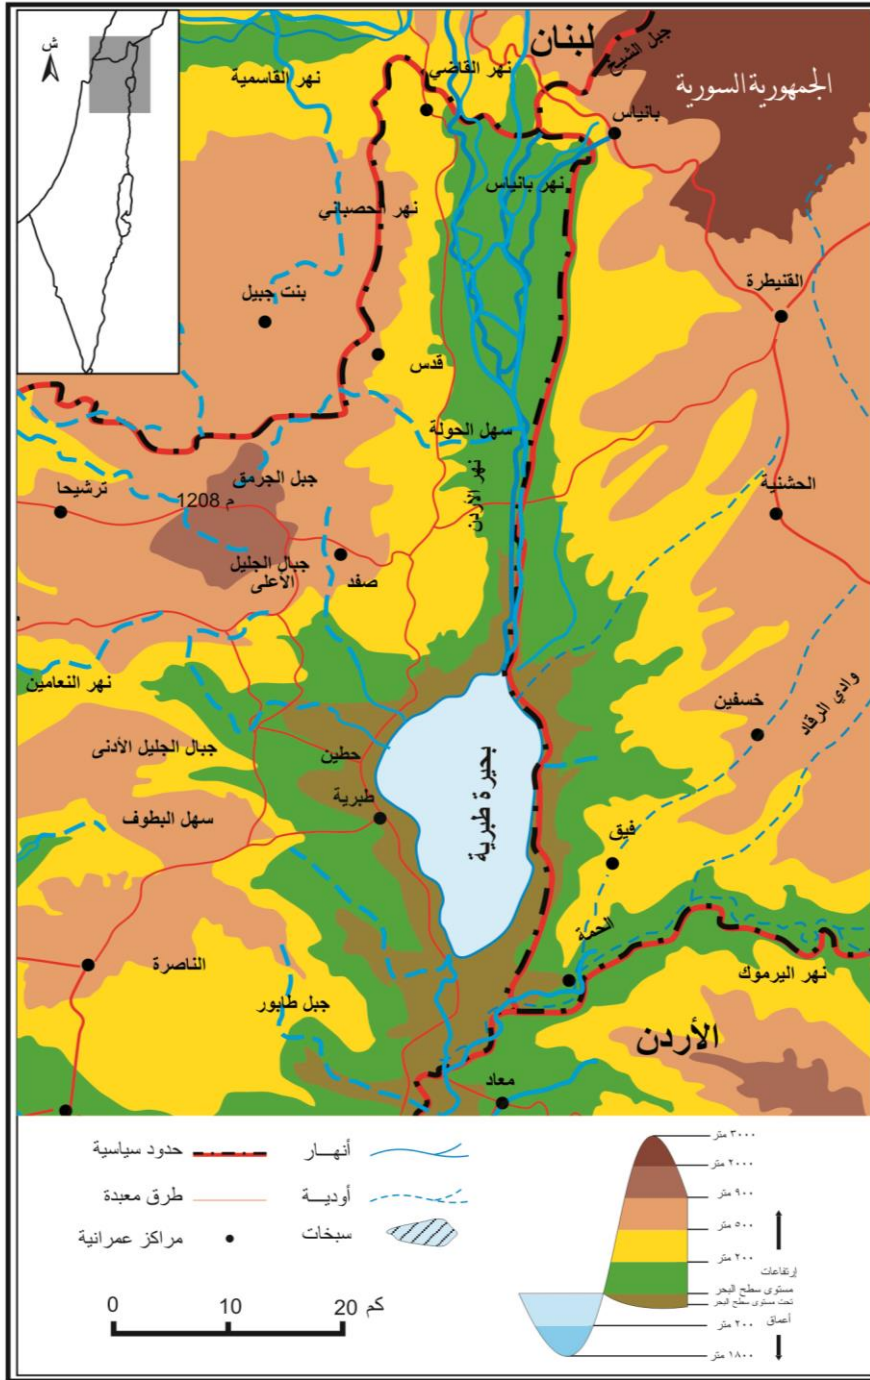 ش
لبنان
جبل الشيخ
الجمهورية السورية
نهر القاسمية
نهر القاضي
بانياس
نهر بانياس
نهر الحصباني
القنيطرة
بنت جبيل
قدس
سهل الحولة
نهر الأردن
جبل الجرمق
1208 م
ترشيحا
الحشنية
جبال الجليل
الأعلى
صفد
نهر النعامين
خسفين
وادي الرقاد
جبال الجليل الأدنى
حطين
بحيرة طبرية
طبرية
سهل البطوف
فيق
الناصرة
الحمة
نهر اليرموك
جبل طابور
الأردن
معاد
حدود سياسية
أنهـــار
طرق معبدة
أوديـــة
مراكز عمرانية
سبخات
0 10 20 كم
٣٠٠٠ متر
٢٠٠٠ متر
٩٠٠ متر
٥٠٠ متر
٢٠٠ متر
إرتفاعات
مستوى سطح البحر
تحت مستوى سطح البحر
أعماق
٢٠٠ متر
١٨٠٠ متر